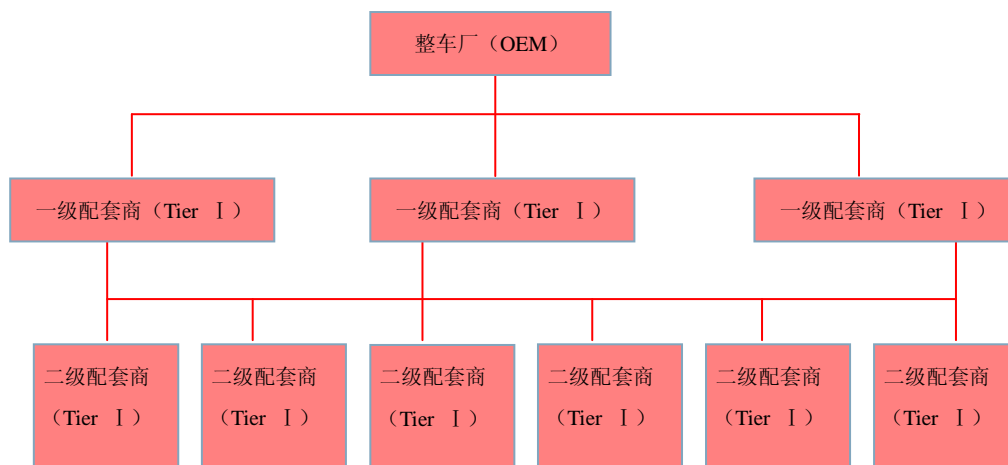 整车厂（OEM）
一级配套商（Tier Ⅰ）
一级配套商（Tier Ⅰ）
一级配套商（Tier Ⅰ）
二级配套商
（Tier Ⅰ）
二级配套商
（Tier Ⅰ）
二级配套商
（Tier Ⅰ）
二级配套商
（Tier Ⅰ）
二级配套商
（Tier Ⅰ）
二级配套商
（Tier Ⅰ）